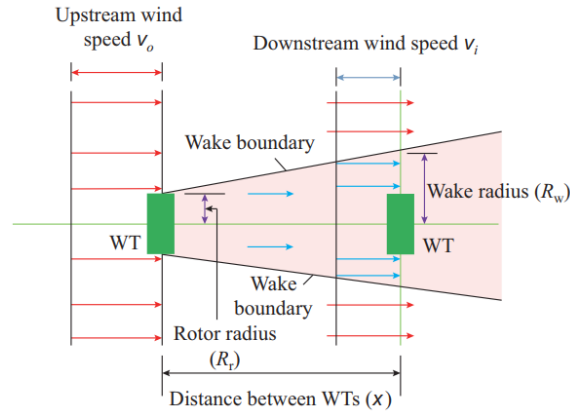 Upstream wind
speed vₒ
Downstream wind speed vᵢ
Wake boundary
Wake radius (R_w)
WT
WT
Wake
boundary
Rotor radius
(R_r)
Distance between WTs (x)